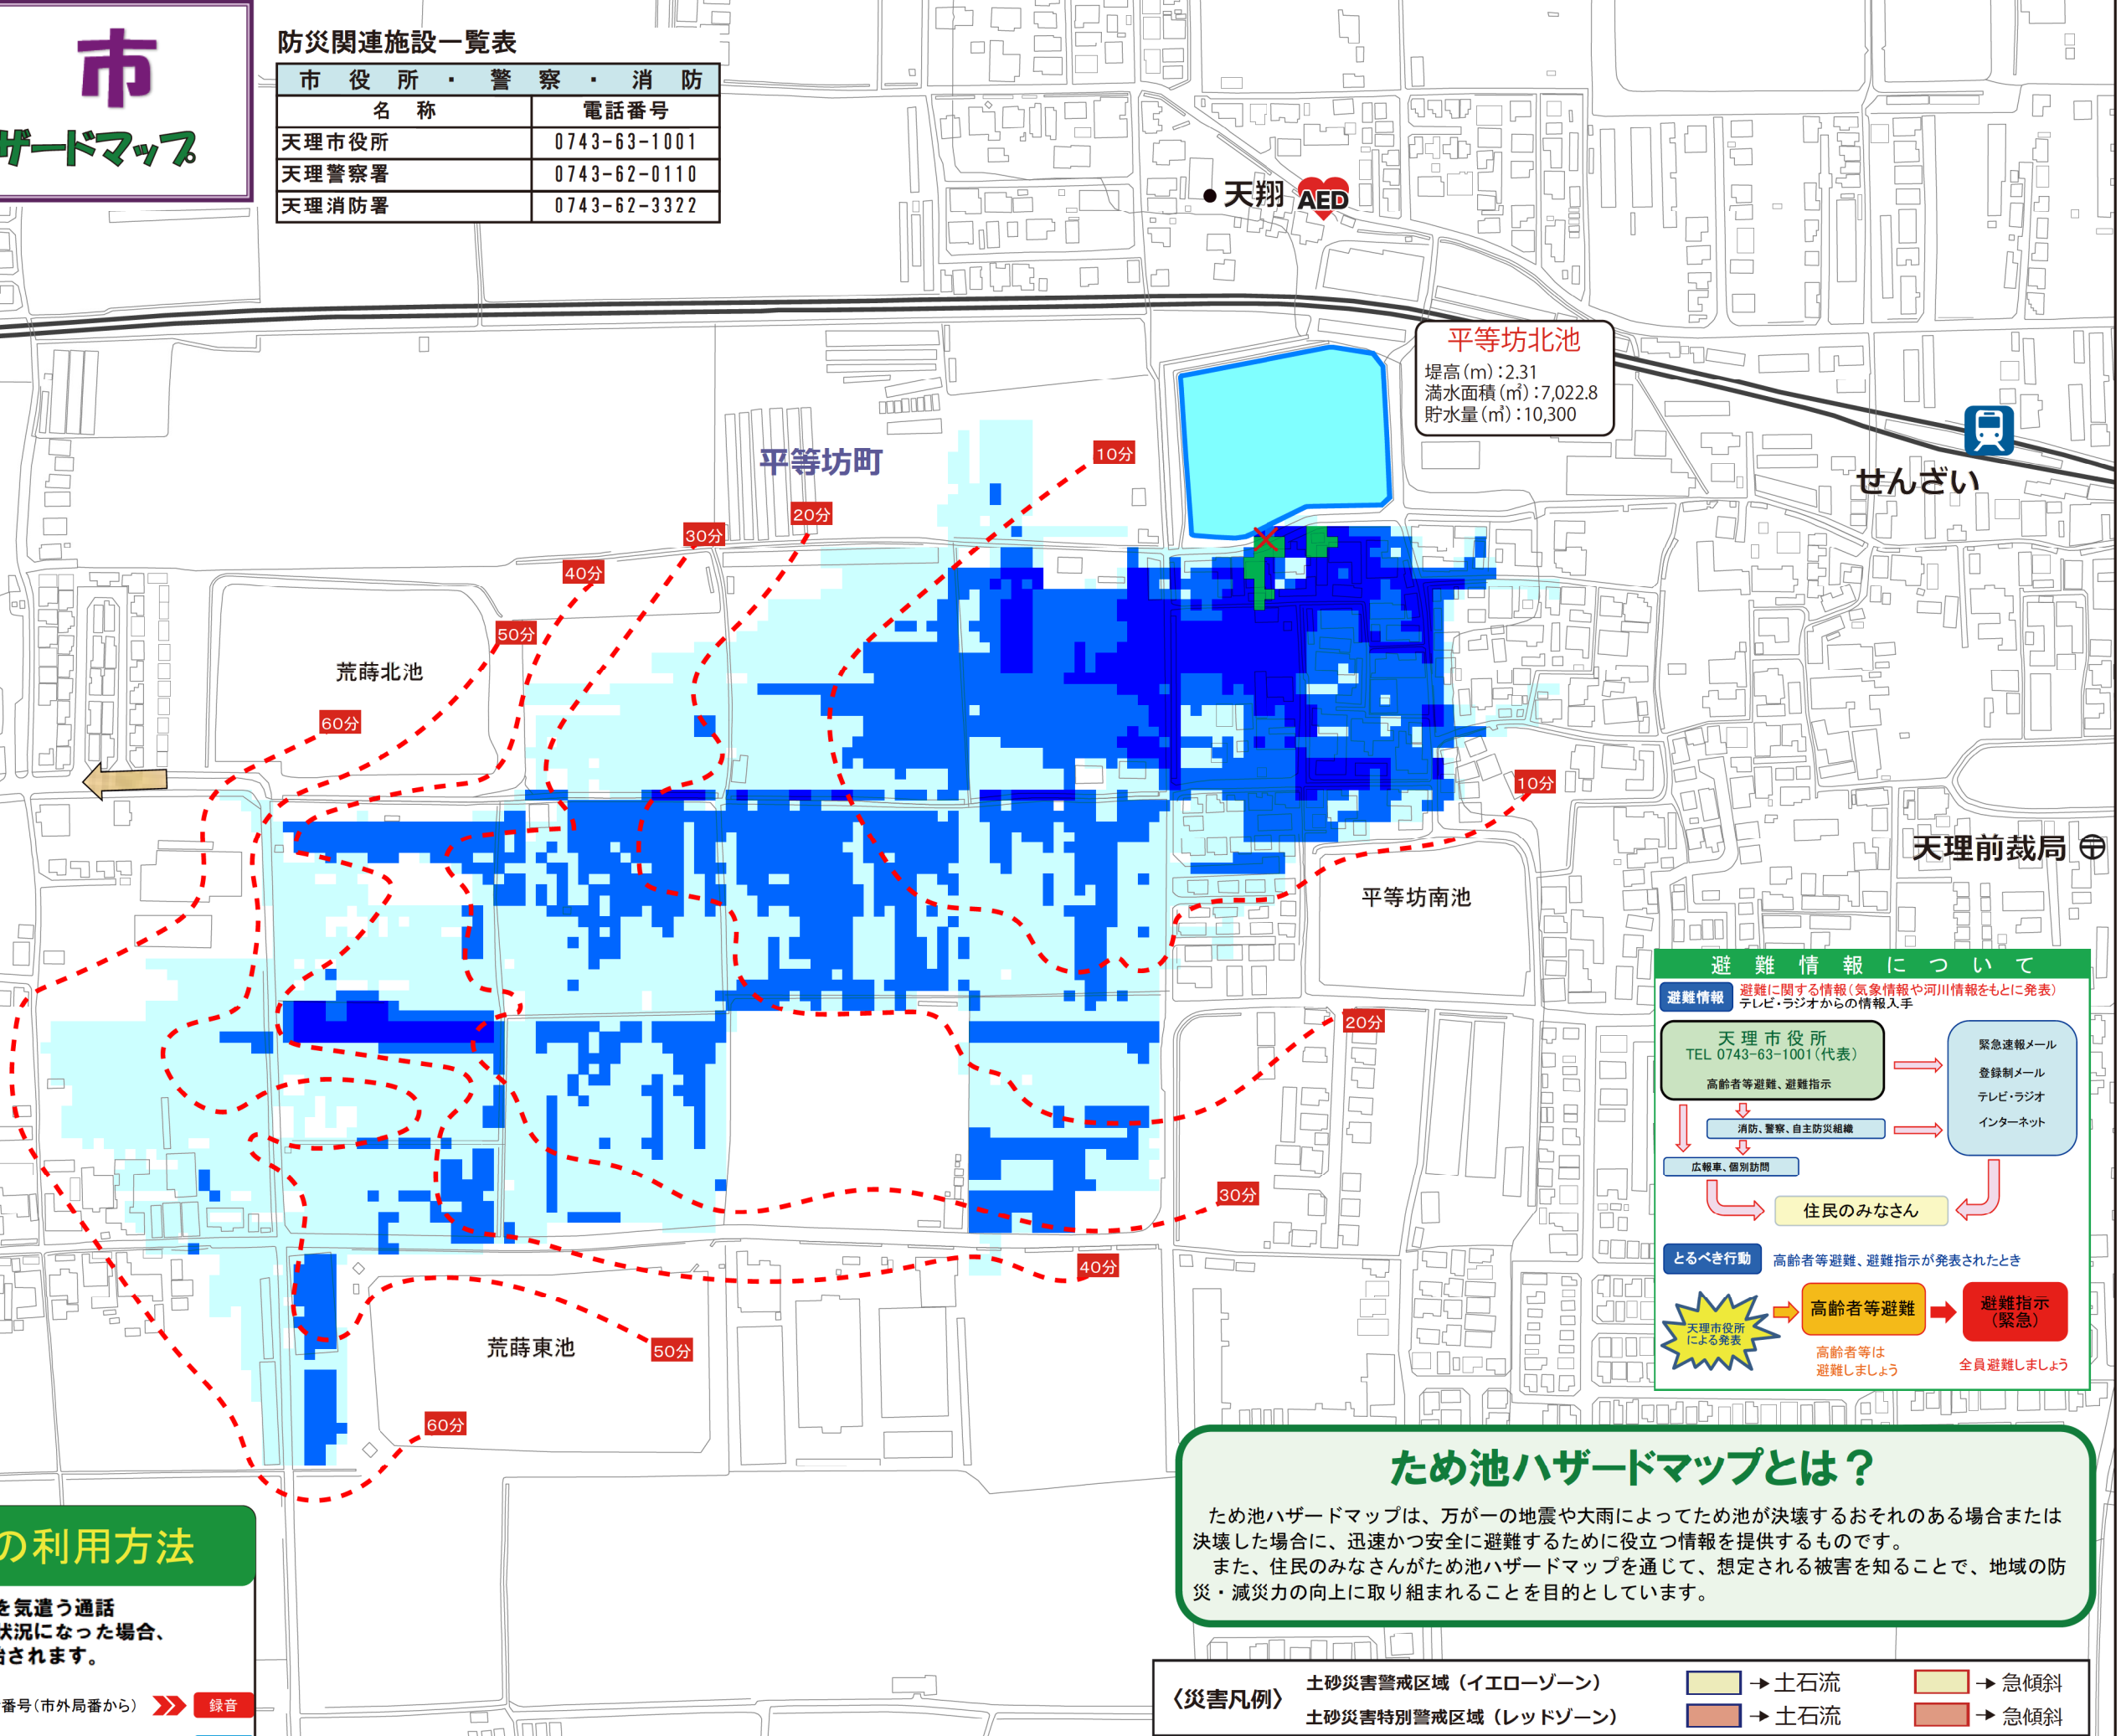 市
ザードマップ
防災関連施設一覧表
市役所・警察・消防
名称 電話番号
天理市役所 0743-63-1001
天理警察署 0743-62-0110
天理消防署 0743-62-3322
天翔 AED
平等坊北池
堤高(m):2.31
満水面積(㎡):7,022.8
貯水量(㎥):10,300
せんざい
平等坊町
10分
20分
30分
40分
50分
60分
荒蒔北池
10分
天理前裁局
平等坊南池
20分
30分
40分
荒蒔東池
50分
60分
避難情報について
避難情報
避難に関する情報(気象情報や河川情報をもとに発表)
テレビ・ラジオからの情報入手
天理市役所
TEL 0743-63-1001(代表)
高齢者等避難、避難指示
緊急速報メール
登録制メール
テレビ・ラジオ
インターネット
消防、警察、自主防災組織
広報車、個別訪問
住民のみなさん
とるべき行動
高齢者等避難、避難指示が発表されたとき
天理市役所
による発表
高齢者等避難
避難指示
(緊急)
高齢者等は
避難しましょう
全員避難しましょう
ため池ハザードマップとは?
ため池ハザードマップは、万が一の地震や大雨によってため池が決壊するおそれのある場合または
決壊した場合に、迅速かつ安全に避難するために役立つ情報を提供するものです。
また、住民のみなさんがため池ハザードマップを通じて、想定される被害を知ることで、地域の防
災・減災力の向上に取り組まれることを目的としています。
の利用方法
を気遣う通話
状況になった場合、
されます。
番号(市外局番から)
録音
〈災害凡例〉
土砂災害警戒区域(イエローゾーン) →土石流 →急傾斜
土砂災害特別警戒区域(レッドゾーン) →土石流 →急傾斜